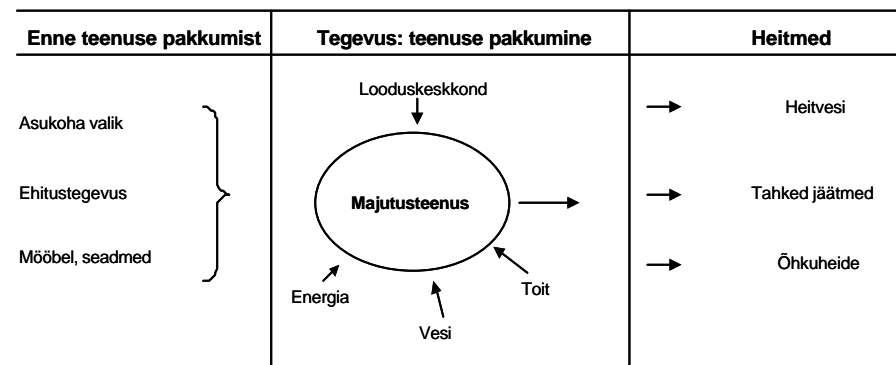 Enne teenuse pakkumist
Tegevus: teenuse pakkumine
Heitmed
Asukoha valik
Ehitustegevus
Mööbel, seadmed
Looduskeskkond
Majutusteenus
Energia
Vesi
Toit
Heitvesi
Tahked jäätmed
Õhkuheide